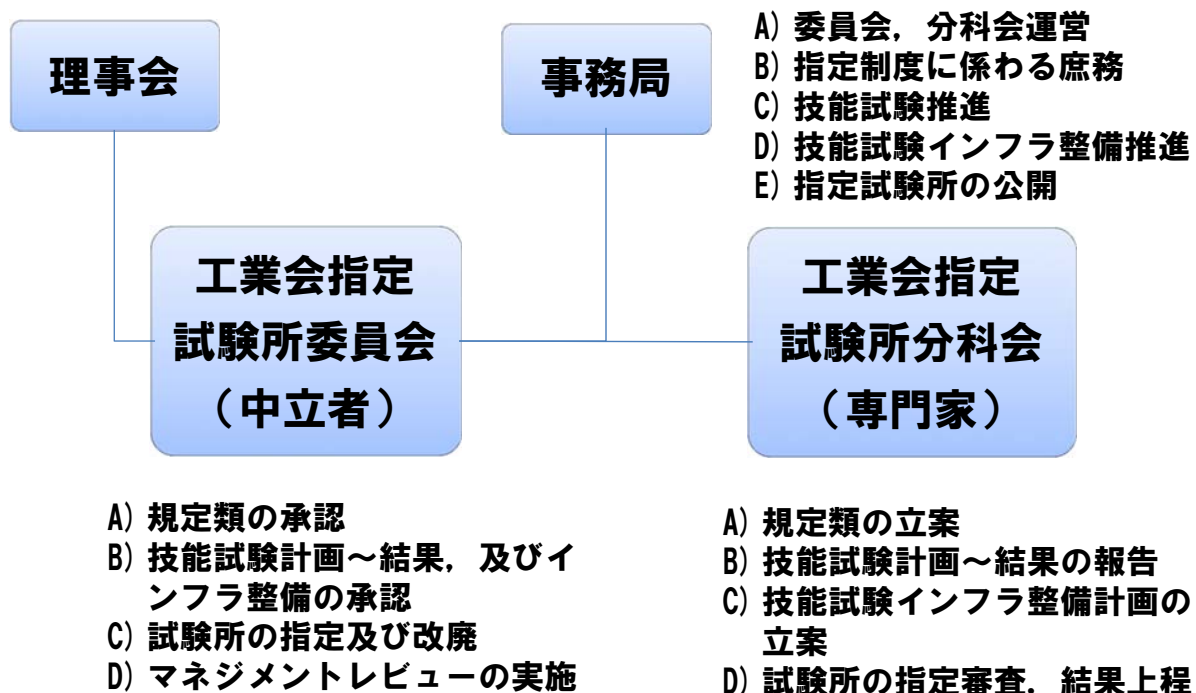 理事会
事務局
A) 委員会，分科会運営
B) 指定制度に係わる庶務
C) 技能試験推進
D) 技能試験インフラ整備推進
E) 指定試験所の公開
工業会指定
試験所委員会
（中立者）
工業会指定
試験所分科会
（専門家）
A) 規定類の承認
B) 技能試験計画～結果，及びイ
ンフラ整備の承認
C) 試験所の指定及び改廃
D) マネジメントレビューの実施
A) 規定類の立案
B) 技能試験計画～結果の報告
C) 技能試験インフラ整備計画の
立案
D) 試験所の指定審査，結果上程